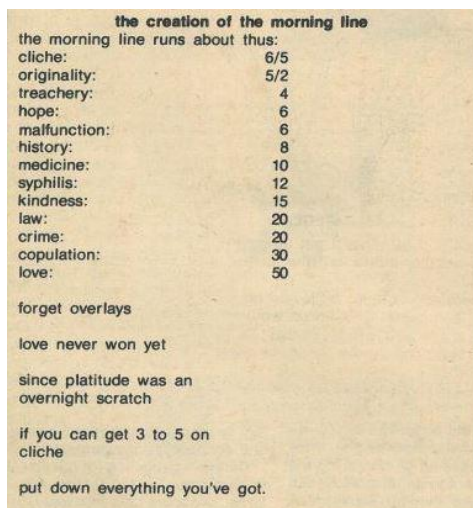 the creation of the morning line
the morning line runs about thus:
cliche: 6/5
originality: 5/2
treachery: 4
hope: 6
malfunction: 6
history: 8
medicine: 10
syphilis: 12
kindness: 15
law: 20
crime: 20
copulation: 30
love: 50
forget overlays
love never won yet
since platitude was an
overnight scratch
if you can get 3 to 5 on
cliche
put down everything you've got.